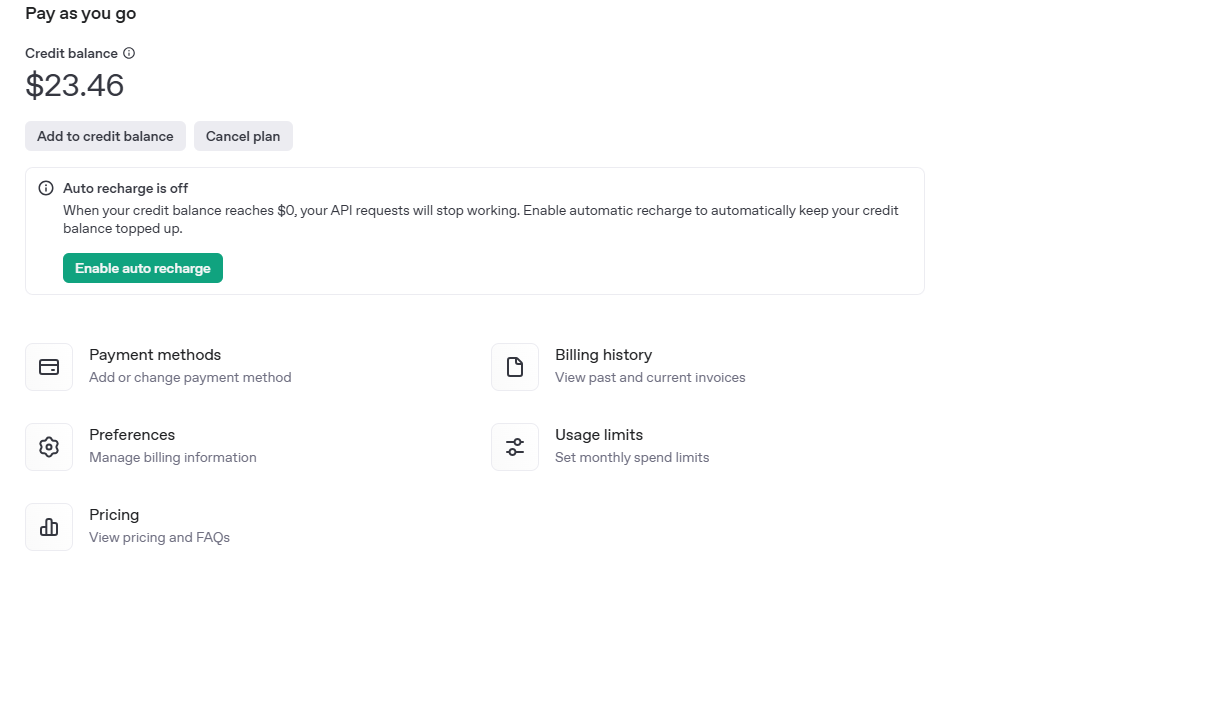 Pay as you go
Credit balance
$23.46
Add to credit balance
Cancel plan
Auto recharge is off
When your credit balance reaches $0, your API requests will stop working. Enable automatic recharge to automatically keep your credit
balance topped up.
Enable auto recharge
Payment methods
Add or change payment method
Billing history
View past and current invoices
Preferences
Manage billing information
Usage limits
Set monthly spend limits
Pricing
View pricing and FAQs